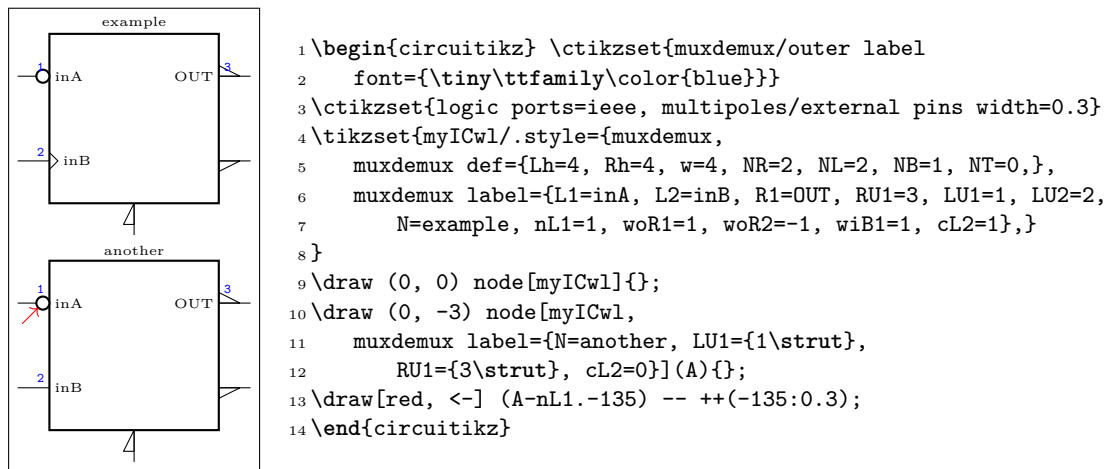 example
1
inA
OUT
3
2
inB
another
1
inA
OUT
3
2
inB
1 \begin{circuitikz} \ctikzset{muxdemux/outer label
2 font={\tiny\ttfamily\color{blue}}}
3 \ctikzset{logic ports=ieee, multipoles/external pins width=0.3}
4 \tikzset{myICwl/.style={muxdemux,
5 muxdemux def={Lh=4, Rh=4, w=4, NR=2, NL=2, NB=1, NT=0,},
6 muxdemux label={L1=inA, L2=inB, R1=OUT, RU1=3, LU1=1, LU2=2,
7 N=example, nL1=1, woR1=1, woR2=-1, wiB1=1, cL2=1},}
8 }
9 \draw (0, 0) node[myICwl]{};
10 \draw (0, -3) node[myICwl,
11 muxdemux label={N=another, LU1={1\strut},
12 RU1={3\strut}, cL2=0}](A){};
13 \draw[red, <-] (A-nL1.-135) -- ++(-135:0.3);
14 \end{circuitikz}